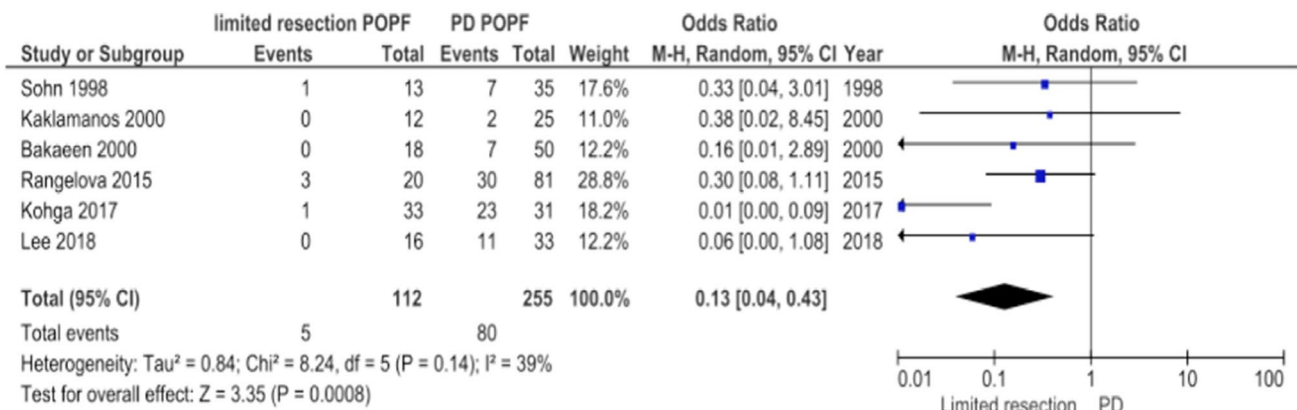 limited resection POPF PD POPF Odds Ratio Odds Ratio
Study or Subgroup Events Total Events Total Weight M-H, Random, 95% CI Year M-H, Random, 95% CI
Sohn 1998 1 13 7 35 17.6% 0.33 [0.04, 3.01] 1998
Kaklamanos 2000 0 12 2 25 11.0% 0.38 [0.02, 8.45] 2000
Bakaeen 2000 0 18 7 50 12.2% 0.16 [0.01, 2.89] 2000
Rangelova 2015 3 20 30 81 28.8% 0.30 [0.08, 1.11] 2015
Kohga 2017 1 33 23 31 18.2% 0.01 [0.00, 0.09] 2017
Lee 2018 0 16 11 33 12.2% 0.06 [0.00, 1.08] 2018
Total (95% CI) 112 255 100.0% 0.13 [0.04, 0.43]
Total events 5 80
Heterogeneity: Tau² = 0.84; Chi² = 8.24, df = 5 (P = 0.14); I² = 39%
Test for overall effect: Z = 3.35 (P = 0.0008)
0.01 0.1 1 10 100
Limited resection PD